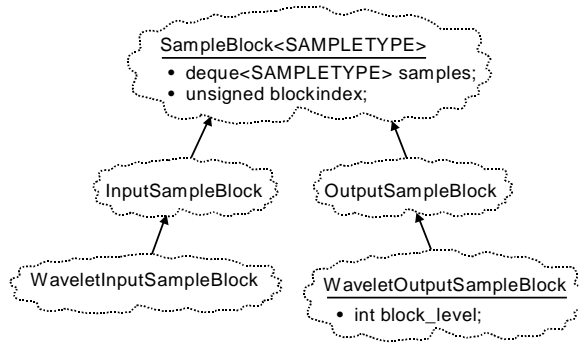 SampleBlock<SAMPLETYPE>
• deque<SAMPLETYPE> samples;
• unsigned blockindex;
InputSampleBlock
OutputSampleBlock
WaveletInputSampleBlock
WaveletOutputSampleBlock
• int block_level;